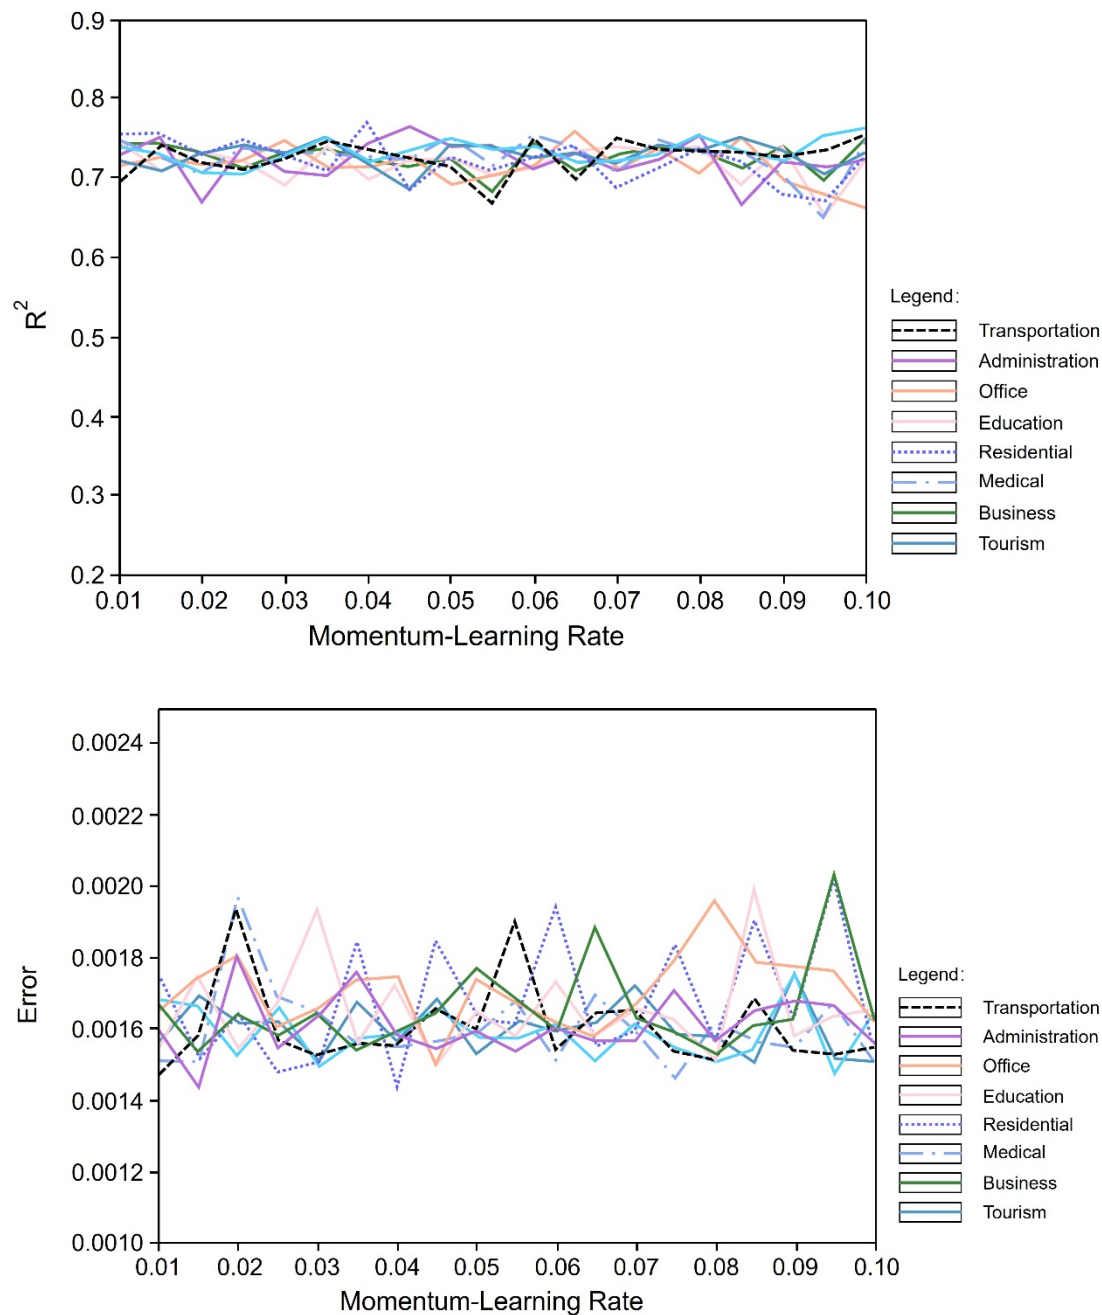 0.9
0.8
0.7
0.6
0.5
0.4
0.3
0.2
R²
0.01 0.02 0.03 0.04 0.05 0.06 0.07 0.08 0.09 0.10
Momentum-Learning Rate
Legend:
Transportation
Administration
Office
Education
Residential
Medical
Business
Tourism
0.0024
0.0022
0.0020
0.0018
0.0016
0.0014
0.0012
0.0010
Error
0.01 0.02 0.03 0.04 0.05 0.06 0.07 0.08 0.09 0.10
Momentum-Learning Rate
Legend:
Transportation
Administration
Office
Education
Residential
Medical
Business
Tourism